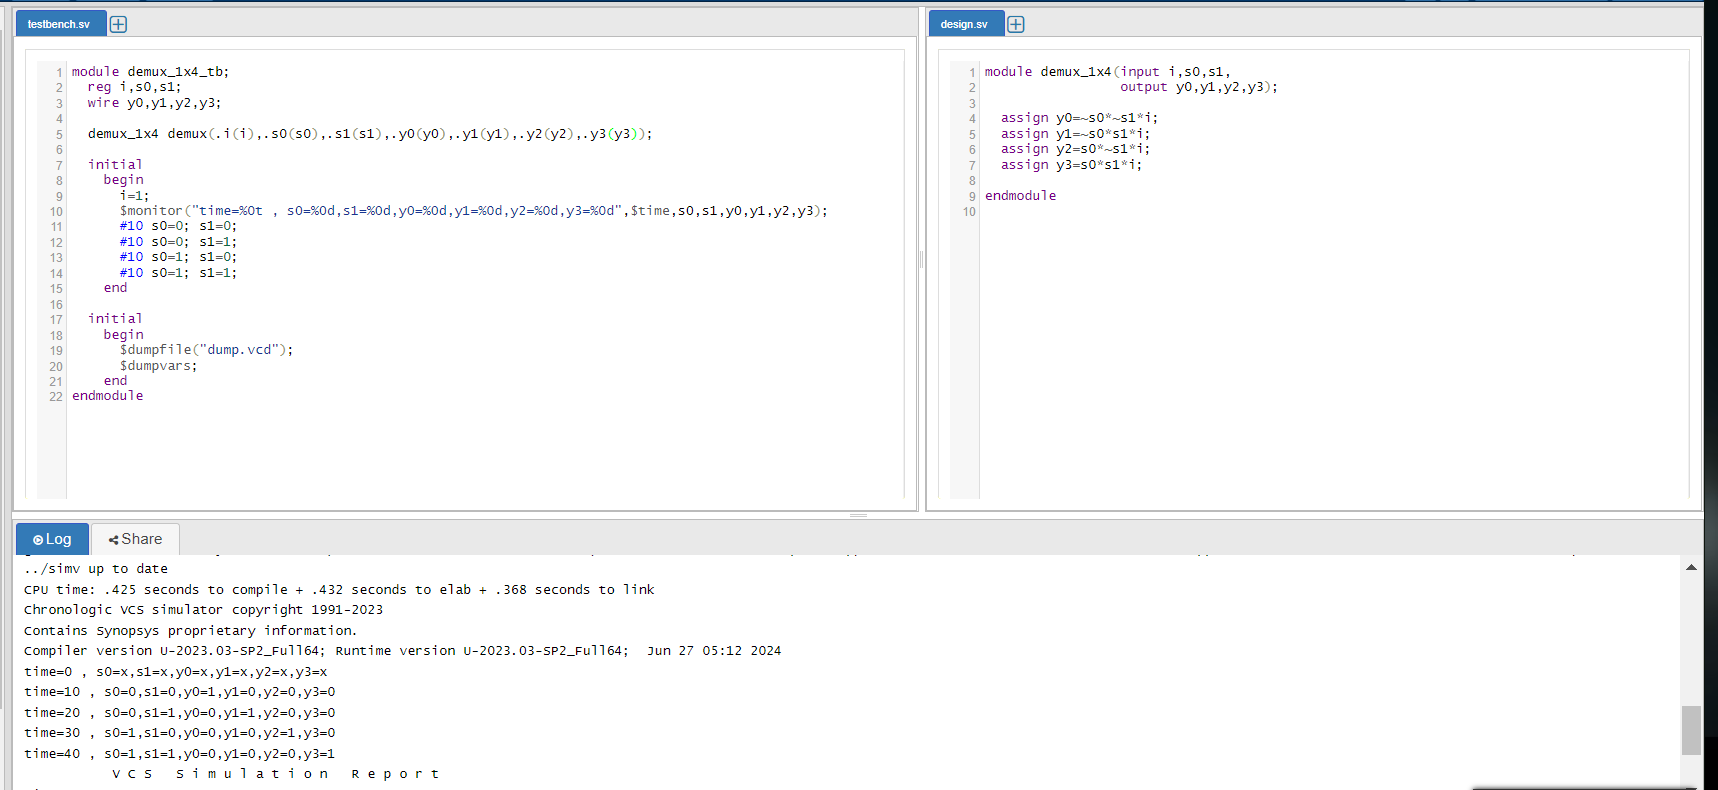 testbench.sv
1 module demux_1x4_tb;
2 reg i,s0,s1;
3 wire y0,y1,y2,y3;
4
5 demux_1x4 demux(.i(i),.s0(s0),.s1(s1),.y0(y0),.y1(y1),.y2(y2),.y3(y3));
6
7 initial
8 begin
9 i=1;
10 $monitor("time=%0t , s0=%0d,s1=%0d,y0=%0d,y1=%0d,y2=%0d,y3=%0d",$time,s0,s1,y0,y1,y2,y3);
11 #10 s0=0; s1=0;
12 #10 s0=0; s1=1;
13 #10 s0=1; s1=0;
14 #10 s0=1; s1=1;
15 end
16
17 initial
18 begin
19 $dumpfile("dump.vcd");
20 $dumpvars;
21 end
22 endmodule
design.sv
1 module demux_1x4(input i,s0,s1,
2 output y0,y1,y2,y3);
3
4 assign y0=~s0*~s1*i;
5 assign y1=~s0*s1*i;
6 assign y2=s0*~s1*i;
7 assign y3=s0*s1*i;
8
9 endmodule
10
Log
Share
../simv up to date
CPU time: .425 seconds to compile + .432 seconds to elab + .368 seconds to link
Chronologic VCS simulator copyright 1991-2023
Contains Synopsys proprietary information.
Compiler version U-2023.03-SP2_Full64; Runtime version U-2023.03-SP2_Full64; Jun 27 05:12 2024
time=0 , s0=x,s1=x,y0=x,y1=x,y2=x,y3=x
time=10 , s0=0,s1=0,y0=1,y1=0,y2=0,y3=0
time=20 , s0=0,s1=1,y0=0,y1=1,y2=0,y3=0
time=30 , s0=1,s1=0,y0=0,y1=0,y2=1,y3=0
time=40 , s0=1,s1=1,y0=0,y1=0,y2=0,y3=1
V C S S i m u l a t i o n R e p o r t